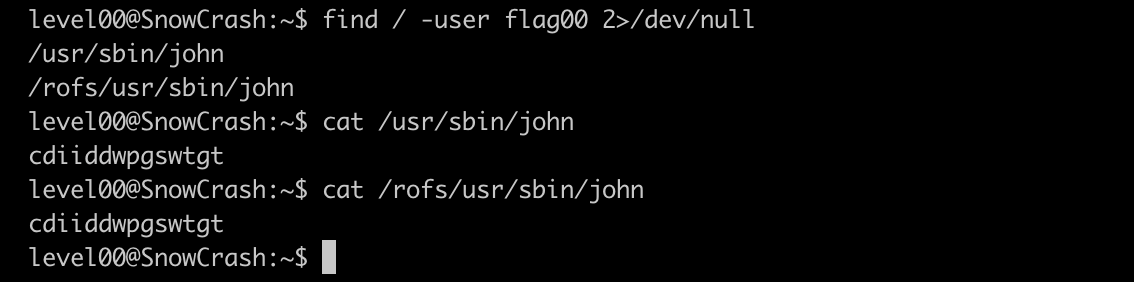 level00@SnowCrash:~$ find / -user flag00 2>/dev/null
/usr/sbin/john
/rofs/usr/sbin/john
level00@SnowCrash:~$ cat /usr/sbin/john
cdiiddwpgswtgt
level00@SnowCrash:~$ cat /rofs/usr/sbin/john
cdiiddwpgswtgt
level00@SnowCrash:~$